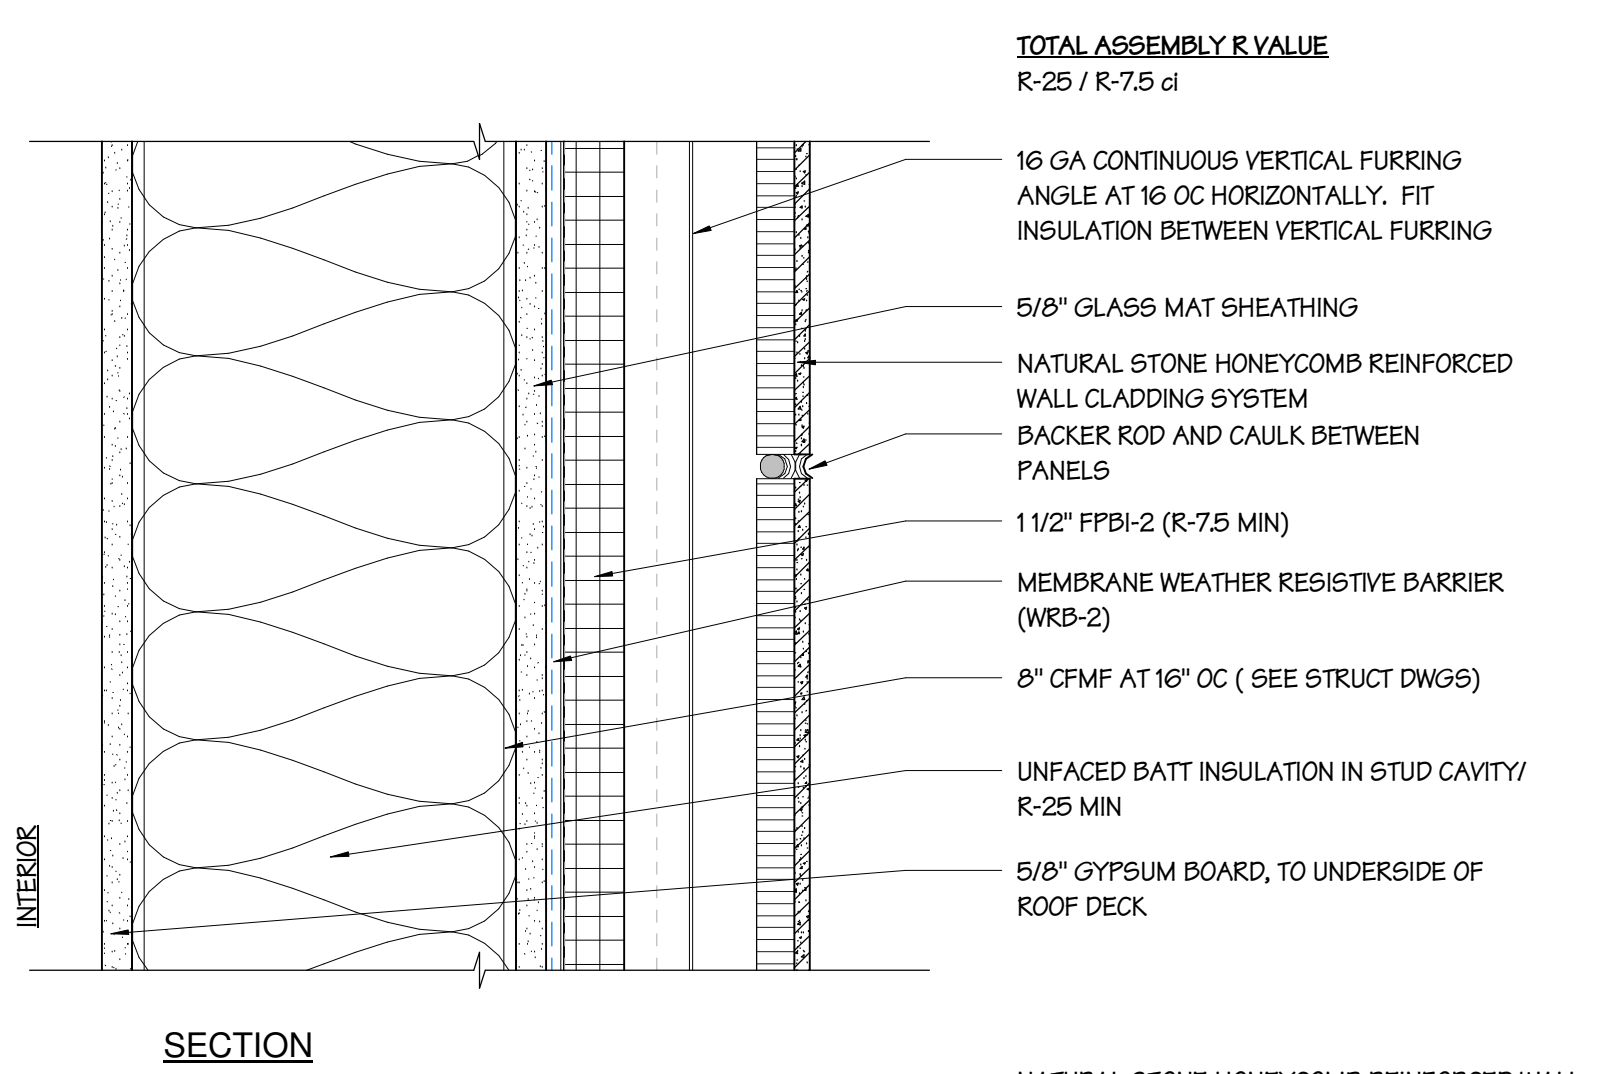 TOTAL ASSEMBLY R VALUE
R-25 / R-7.5 ci
16 GA CONTINUOUS VERTICAL FURRING
ANGLE AT 16 OC HORIZONTALLY. FIT
INSULATION BETWEEN VERTICAL FURRING
5/8" GLASS MAT SHEATHING
NATURAL STONE HONEYCOMB REINFORCED
WALL CLADDING SYSTEM
BACKER ROD AND CAULK BETWEEN
PANELS
1 1/2" FPBI-2 (R-7.5 MIN)
MEMBRANE WEATHER RESISTIVE BARRIER
(WRB-2)
8" CFMF AT 16" OC ( SEE STRUCT DWGS)
UNFACED BATT INSULATION IN STUD CAVITY/
R-25 MIN
5/8" GYPSUM BOARD, TO UNDERSIDE OF
ROOF DECK
INTERIOR
SECTION